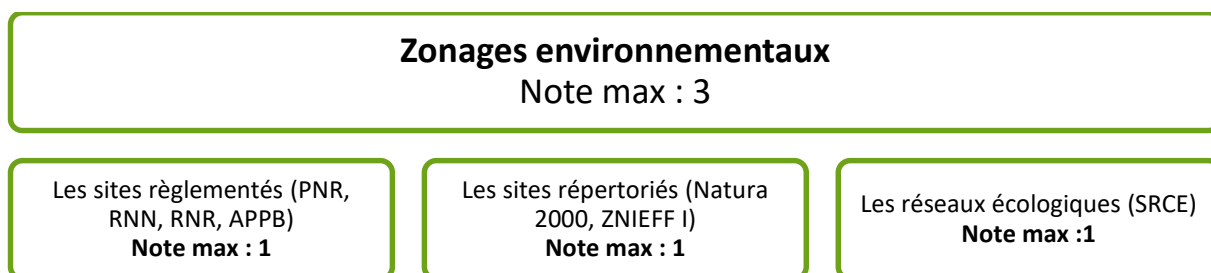 Zonages environnementaux
Note max : 3
Les sites règlementés (PNR,
RNN, RNR, APPB)
Note max : 1
Les sites répertoriés (Natura
2000, ZNIEFF I)
Note max : 1
Les réseaux écologiques (SRCE)
Note max :1